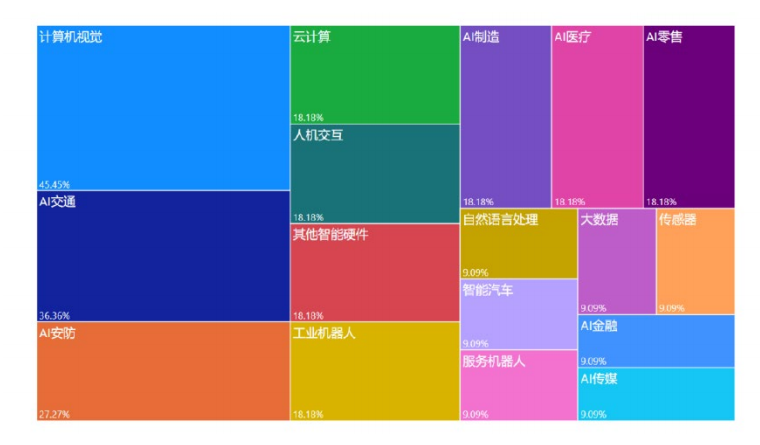 计算机视觉
45.45%
AI交通
36.36%
AI安防
27.27%
云计算
18.18%
人机交互
18.18%
其他智能硬件
18.18%
工业机器人
18.18%
AI制造
18.18%
AI医疗
18.18%
AI零售
18.18%
自然语言处理
9.09%
智能汽车
9.09%
服务机器人
9.09%
大数据
9.09%
传感器
9.09%
AI金融
9.09%
AI传媒
9.09%